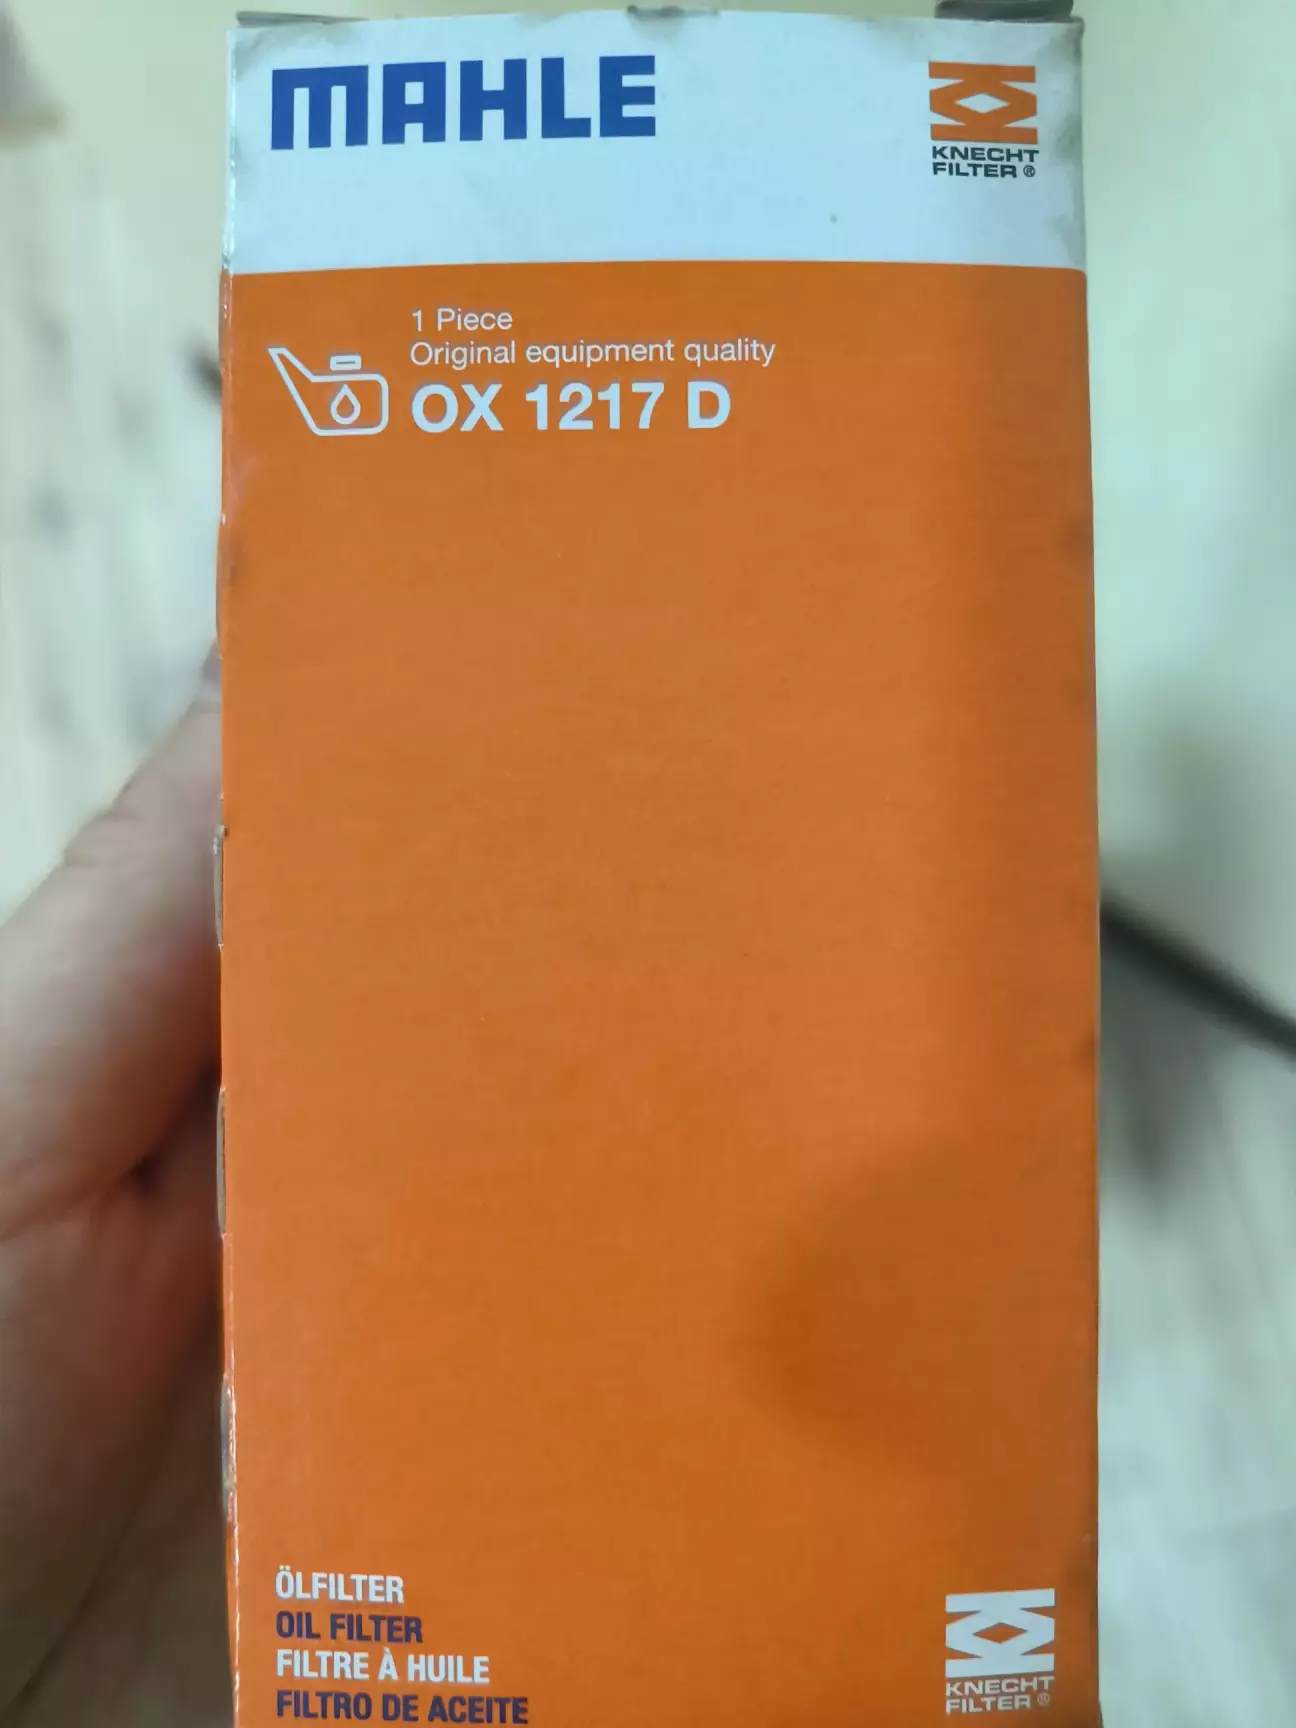 MAHLE
KNECHT
FILTER®
1 Piece
Original equipment quality
OX 1217 D
ÖLFILTER
OIL FILTER
FILTRE À HUILE
FILTRO DE ACEITE
KNECHT
FILTER®